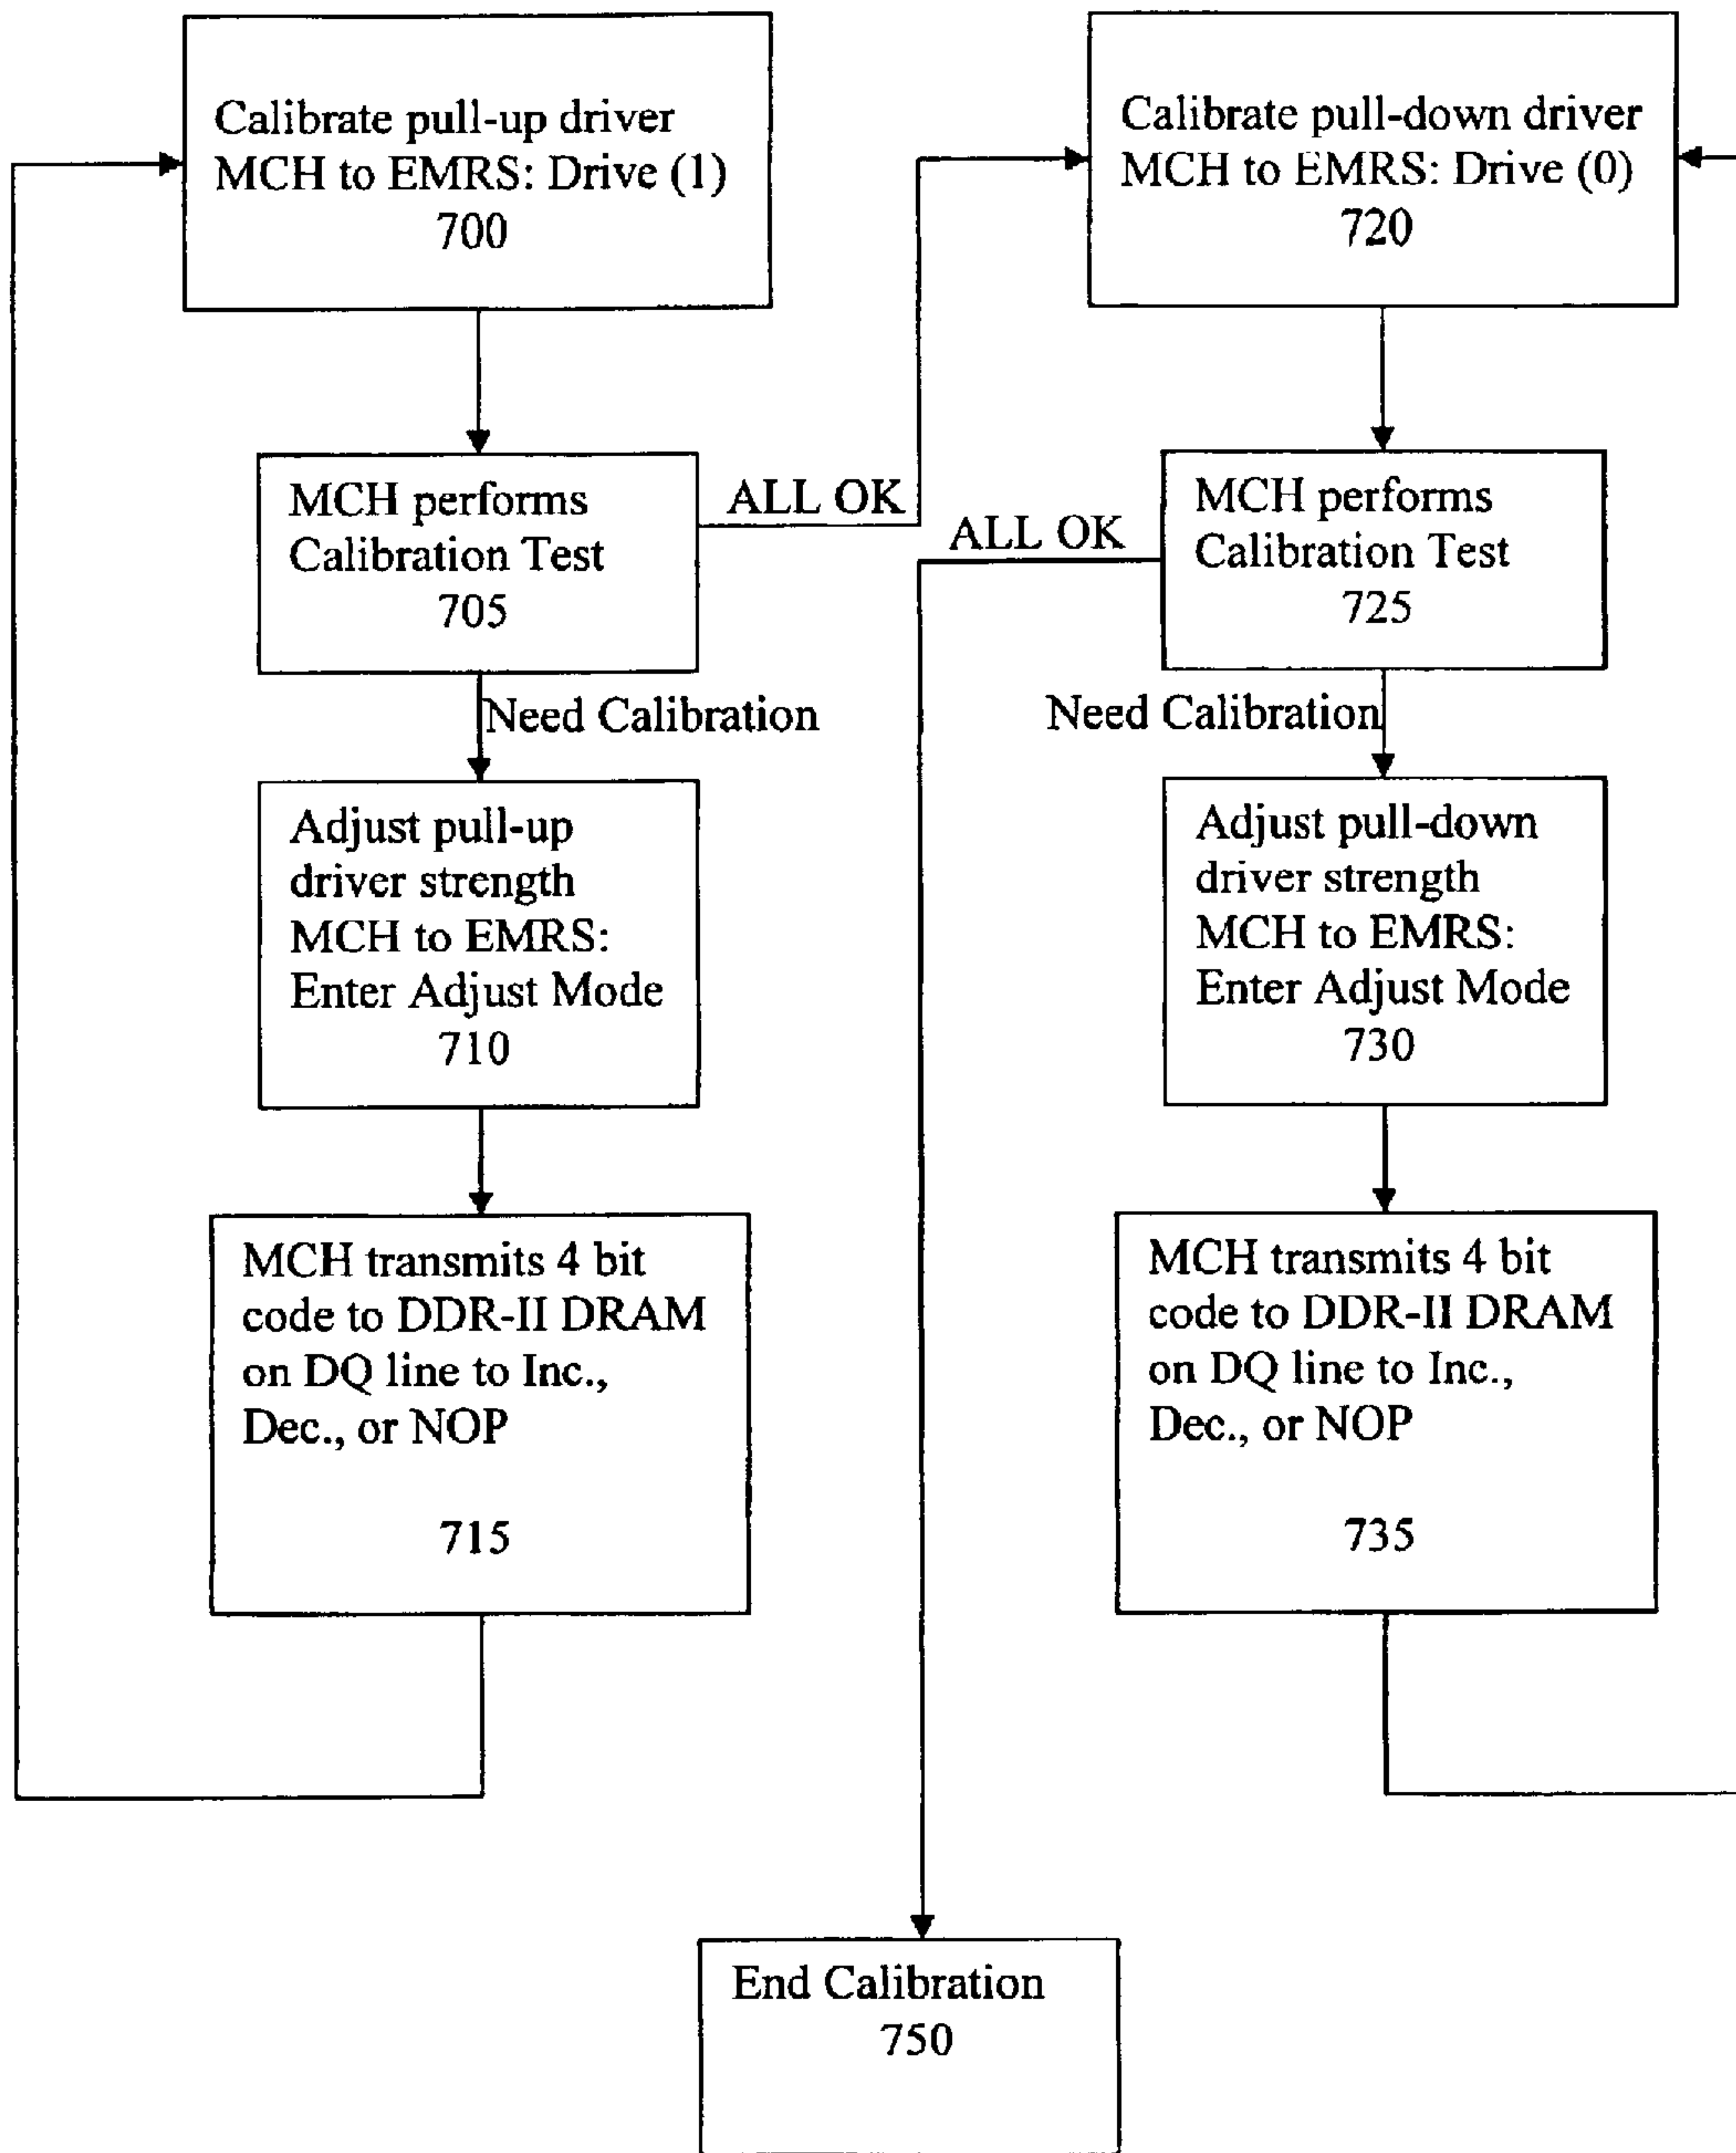 Calibrate pull-up driver
MCH to EMRS: Drive (1)
700
MCH performs
Calibration Test
705
ALL OK
Need Calibration
Adjust pull-up
driver strength
MCH to EMRS:
Enter Adjust Mode
710
MCH transmits 4 bit
code to DDR-II DRAM
on DQ line to Inc.,
Dec., or NOP
715
Calibrate pull-down driver
MCH to EMRS: Drive (0)
720
MCH performs
Calibration Test
725
ALL OK
Need Calibration
Adjust pull-down
driver strength
MCH to EMRS:
Enter Adjust Mode
730
MCH transmits 4 bit
code to DDR-II DRAM
on DQ line to Inc.,
Dec., or NOP
735
End Calibration
750